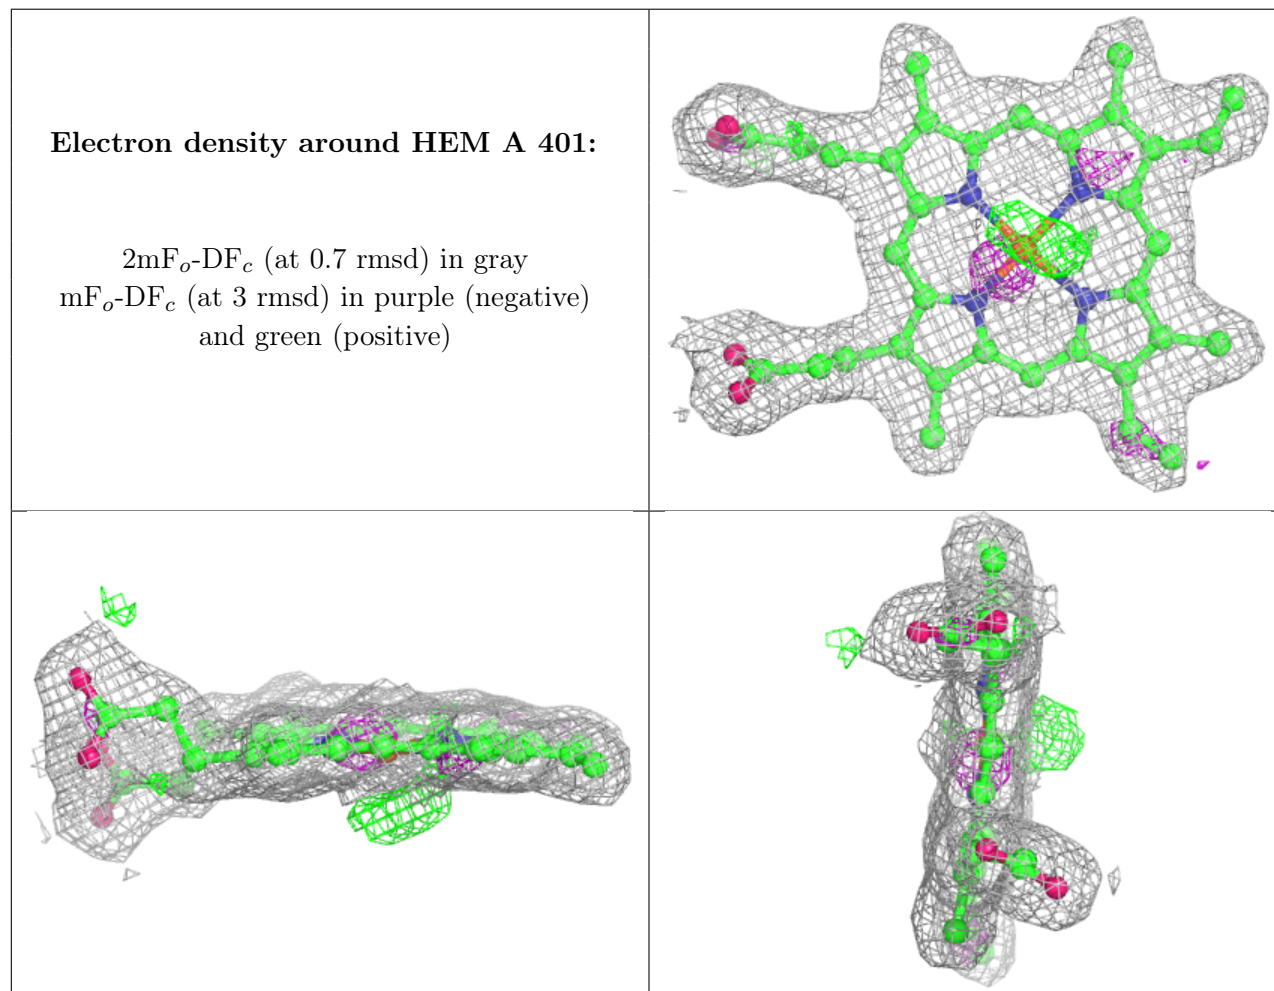 Electron density around HEM A 401:
2mFₒ-DF𝒸 (at 0.7 rmsd) in gray
mFₒ-DF𝒸 (at 3 rmsd) in purple (negative)
and green (positive)